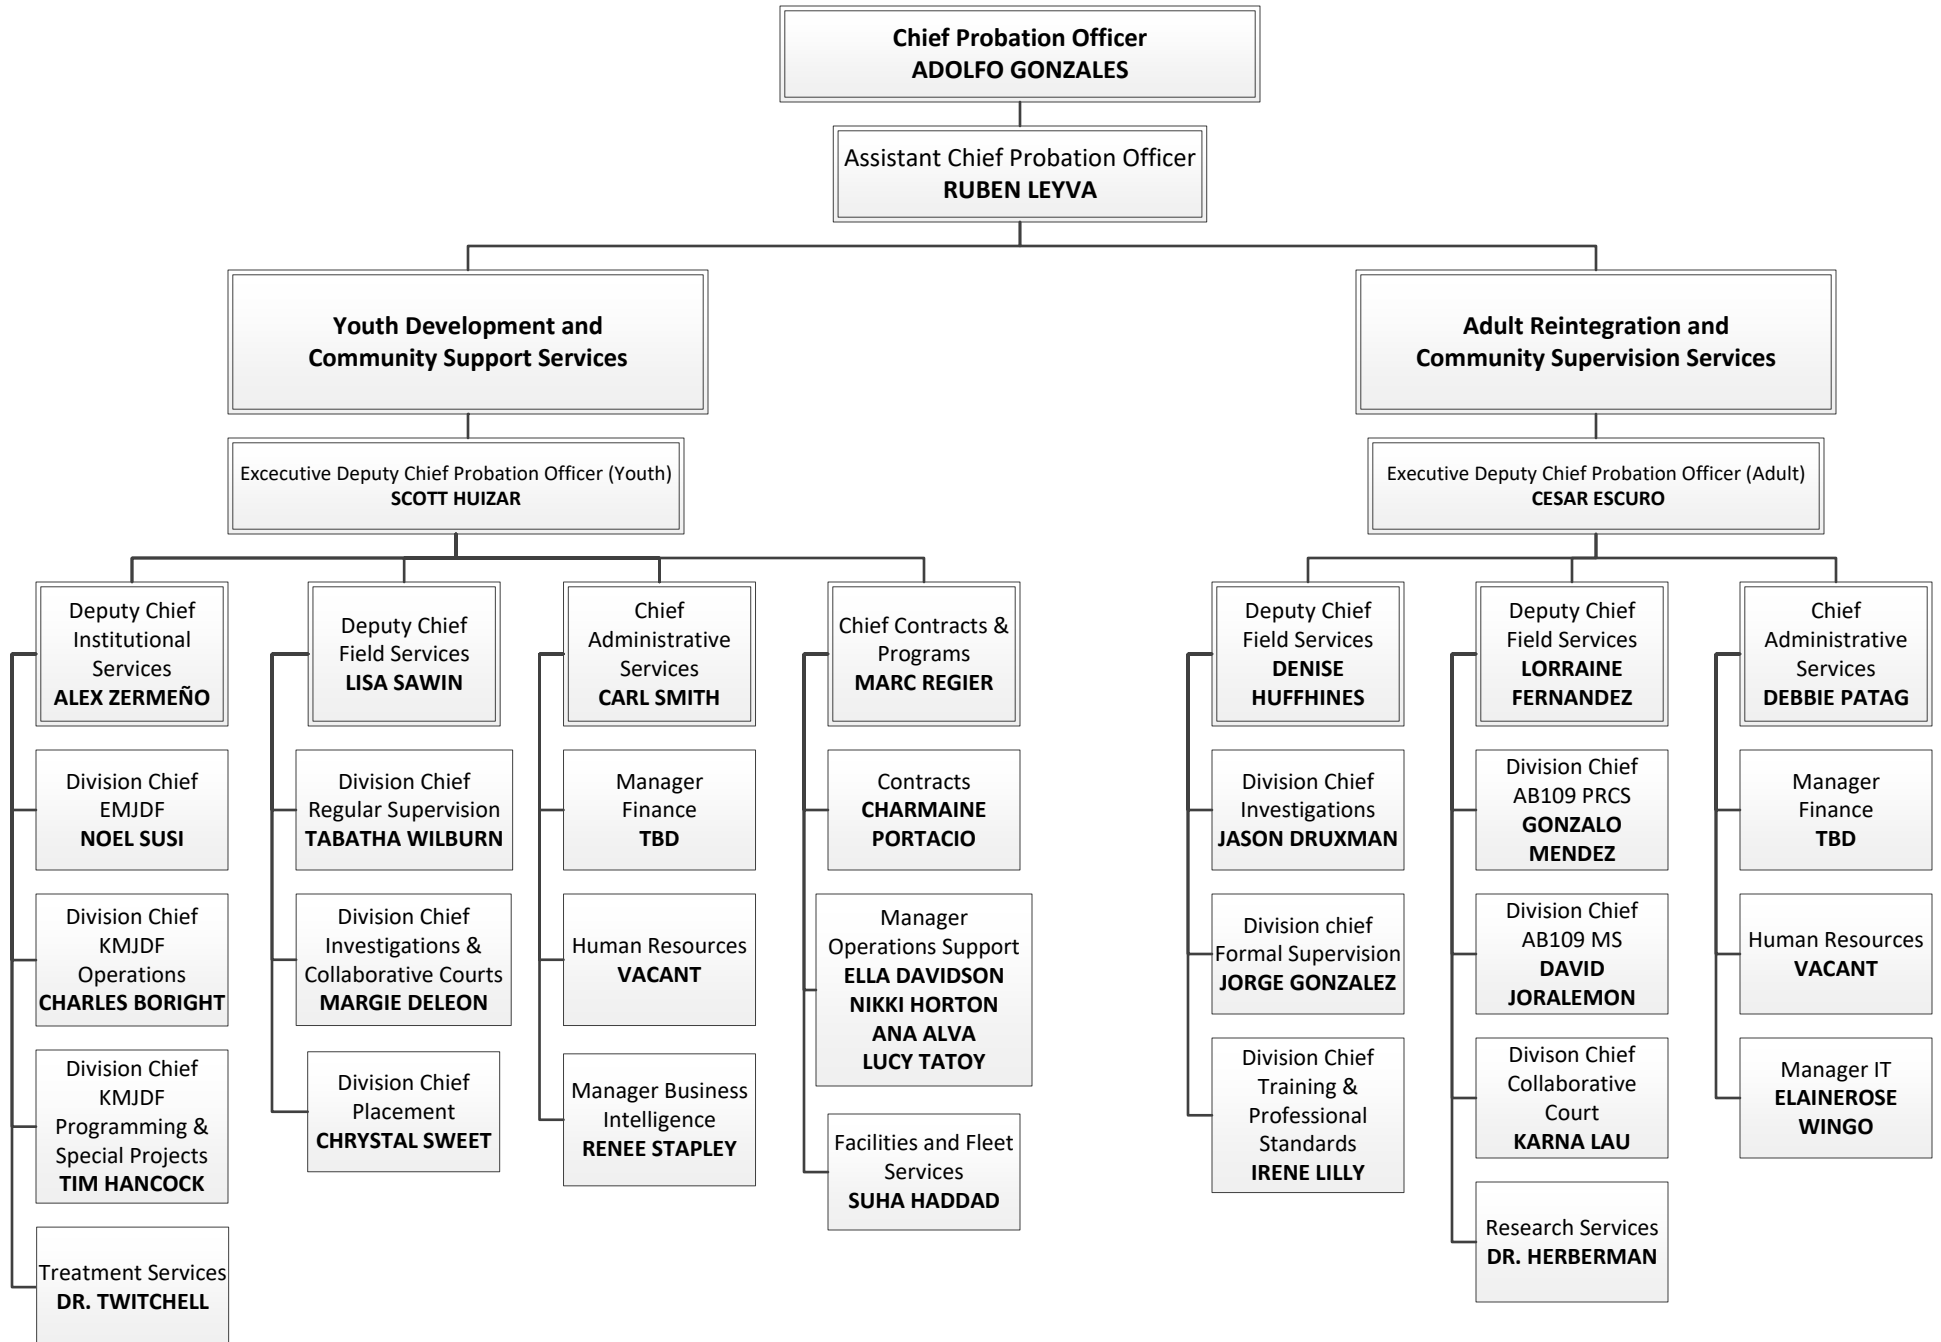 Chief Probation Officer
ADOLFO GONZALES
Assistant Chief Probation Officer
RUBEN LEYVA
Youth Development and
Community Support Services
Adult Reintegration and
Community Supervision Services
Excecutive Deputy Chief Probation Officer (Youth)
SCOTT HUIZAR
Executive Deputy Chief Probation Officer (Adult)
CESAR ESCURO
Deputy Chief
Institutional
Services
ALEX ZERMEÑO
Deputy Chief
Field Services
LISA SAWIN
Chief
Administrative
Services
CARL SMITH
Chief Contracts &
Programs
MARC REGIER
Deputy Chief
Field Services
DENISE
HUFFHINES
Deputy Chief
Field Services
LORRAINE
FERNANDEZ
Chief
Administrative
Services
DEBBIE PATAG
Division Chief
EMJDF
NOEL SUSI
Division Chief
Regular Supervision
TABATHA WILBURN
Manager
Finance
TBD
Contracts
CHARMAINE
PORTACIO
Division Chief
Investigations
JASON DRUXMAN
Division Chief
AB109 PRCS
GONZALO
MENDEZ
Manager
Finance
TBD
Division Chief
KMJDF
Operations
CHARLES BORIGHT
Division Chief
Investigations &
Collaborative Courts
MARGIE DELEON
Human Resources
VACANT
Manager
Operations Support
ELLA DAVIDSON
NIKKI HORTON
ANA ALVA
LUCY TATOY
Division chief
Formal Supervision
JORGE GONZALEZ
Division Chief
AB109 MS
DAVID
JORALEMON
Human Resources
VACANT
Division Chief
KMJDF
Programming &
Special Projects
TIM HANCOCK
Division Chief
Placement
CHRYSTAL SWEET
Manager Business
Intelligence
RENEE STAPLEY
Facilities and Fleet
Services
SUHA HADDAD
Division Chief
Training &
Professional
Standards
IRENE LILLY
Divison Chief
Collaborative
Court
KARNA LAU
Manager IT
ELAINEROSE
WINGO
Treatment Services
DR. TWITCHELL
Research Services
DR. HERBERMAN